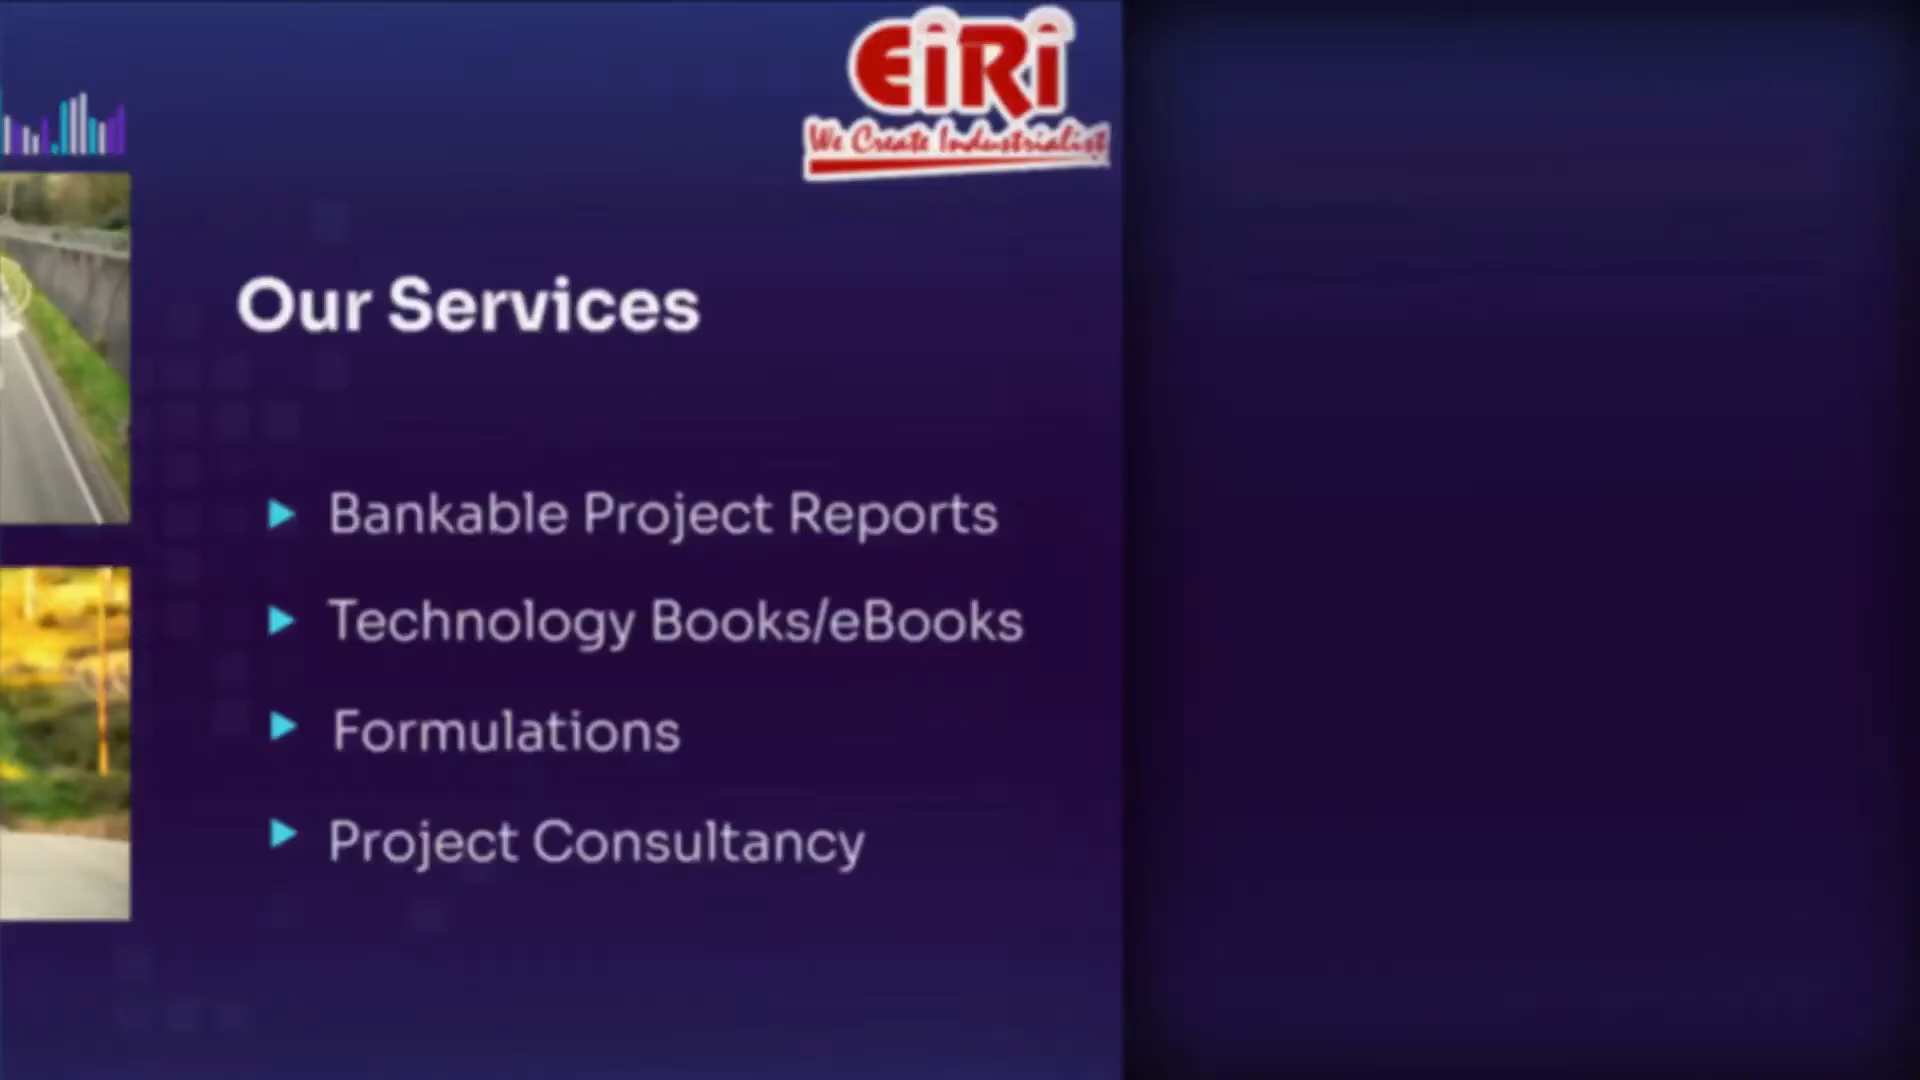 EiRi
We Create Industrialist
Our Services
Bankable Project Reports
Technology Books/eBooks
Formulations
Project Consultancy